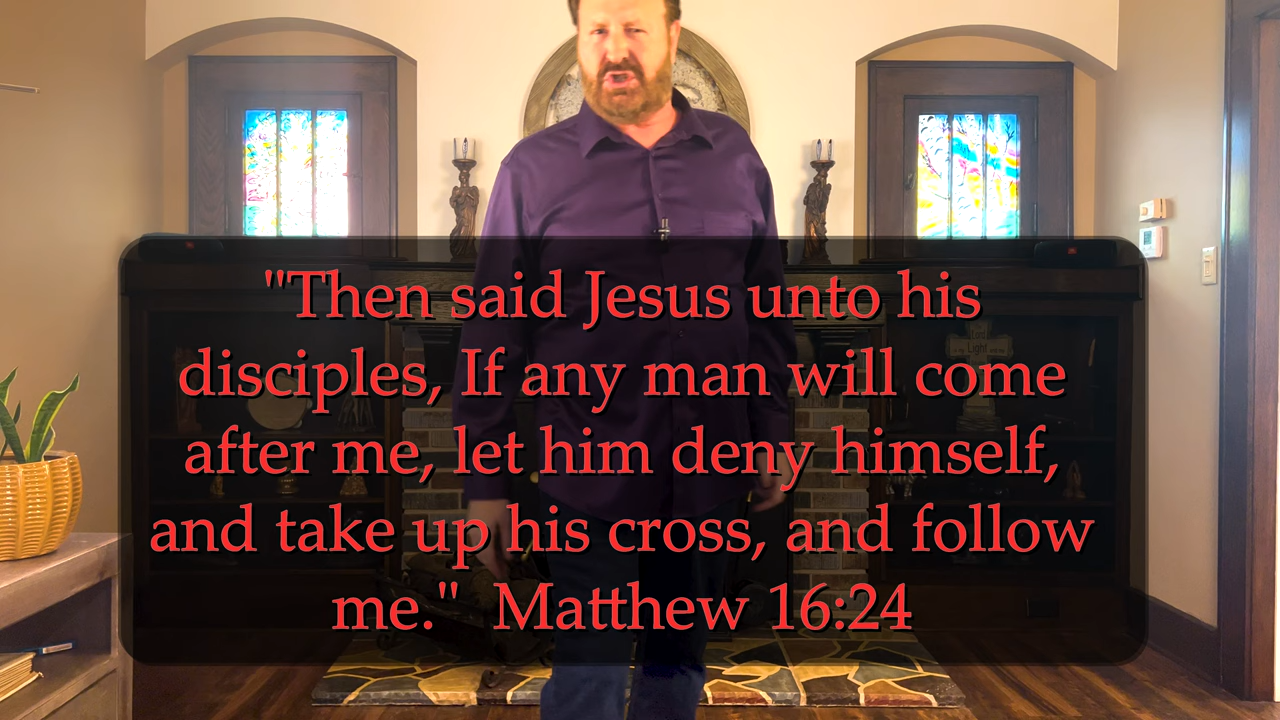 "Then said Jesus unto his
disciples, If any man will come
after me, let him deny himself,
and take up his cross, and follow
me." Matthew 16:24
Light